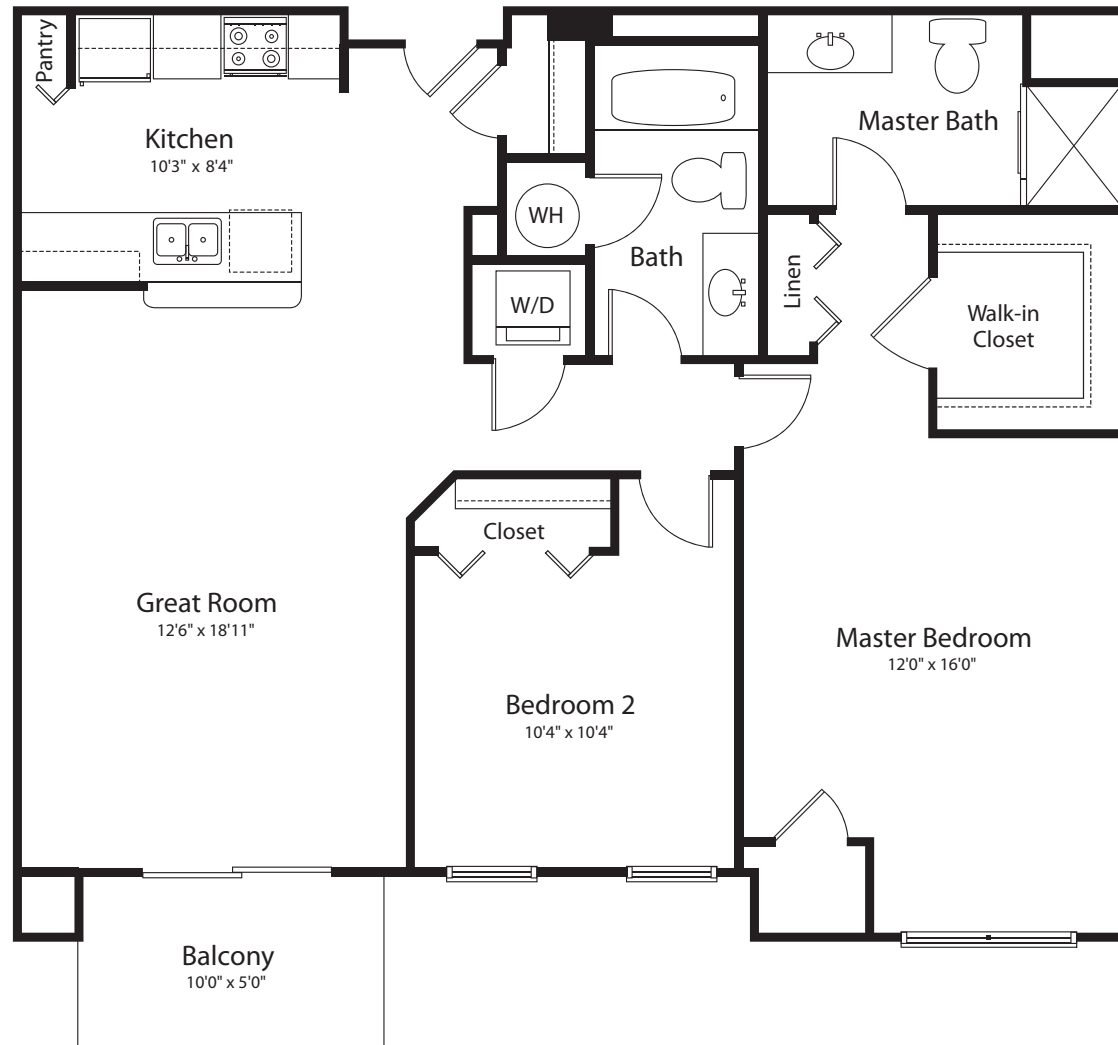 Pantry
Kitchen
10'3" x 8'4"
Master Bath
WH
Bath
Linen
W/D
Walk-in
Closet
Closet
Great Room
12'6" x 18'11"
Master Bedroom
12'0" x 16'0"
Bedroom 2
10'4" x 10'4"
Balcony
10'0" x 5'0"